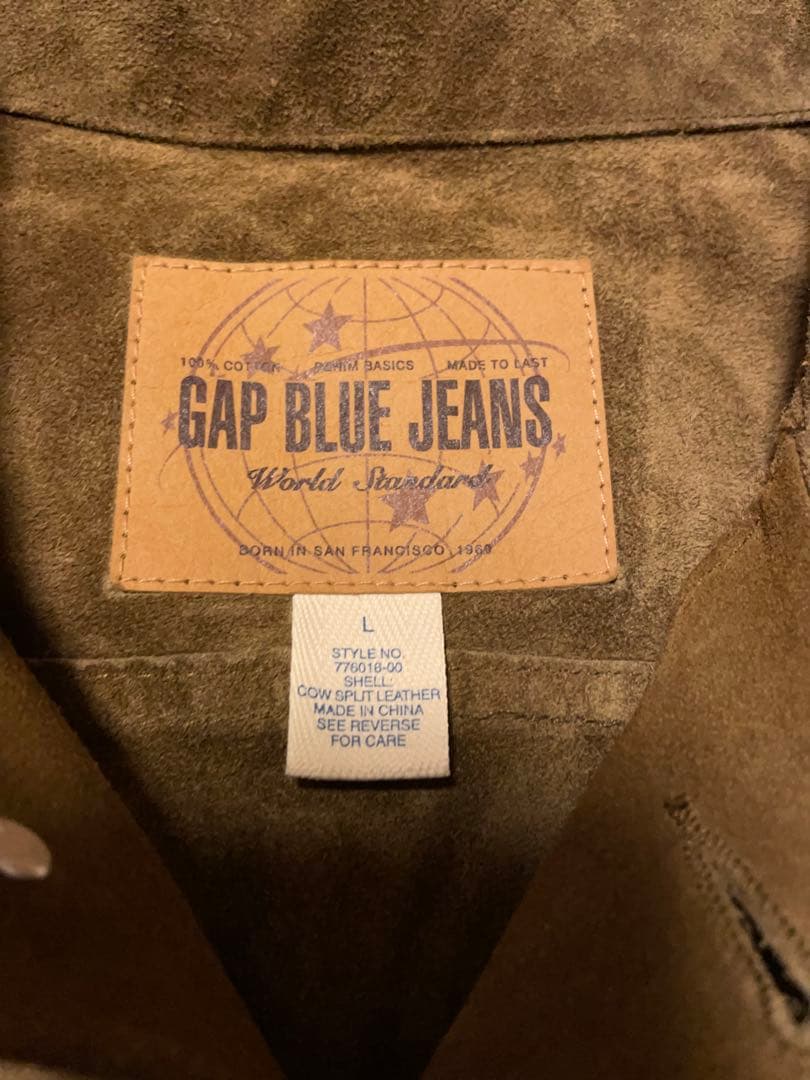 100% COTTON DENIM BASICS MADE TO LAST
GAP BLUE JEANS
World Standard
BORN IN SAN FRANCISCO, 1969
L
STYLE NO.
776016-00
SHELL:
COW SPLIT LEATHER
MADE IN CHINA
SEE REVERSE
FOR CARE